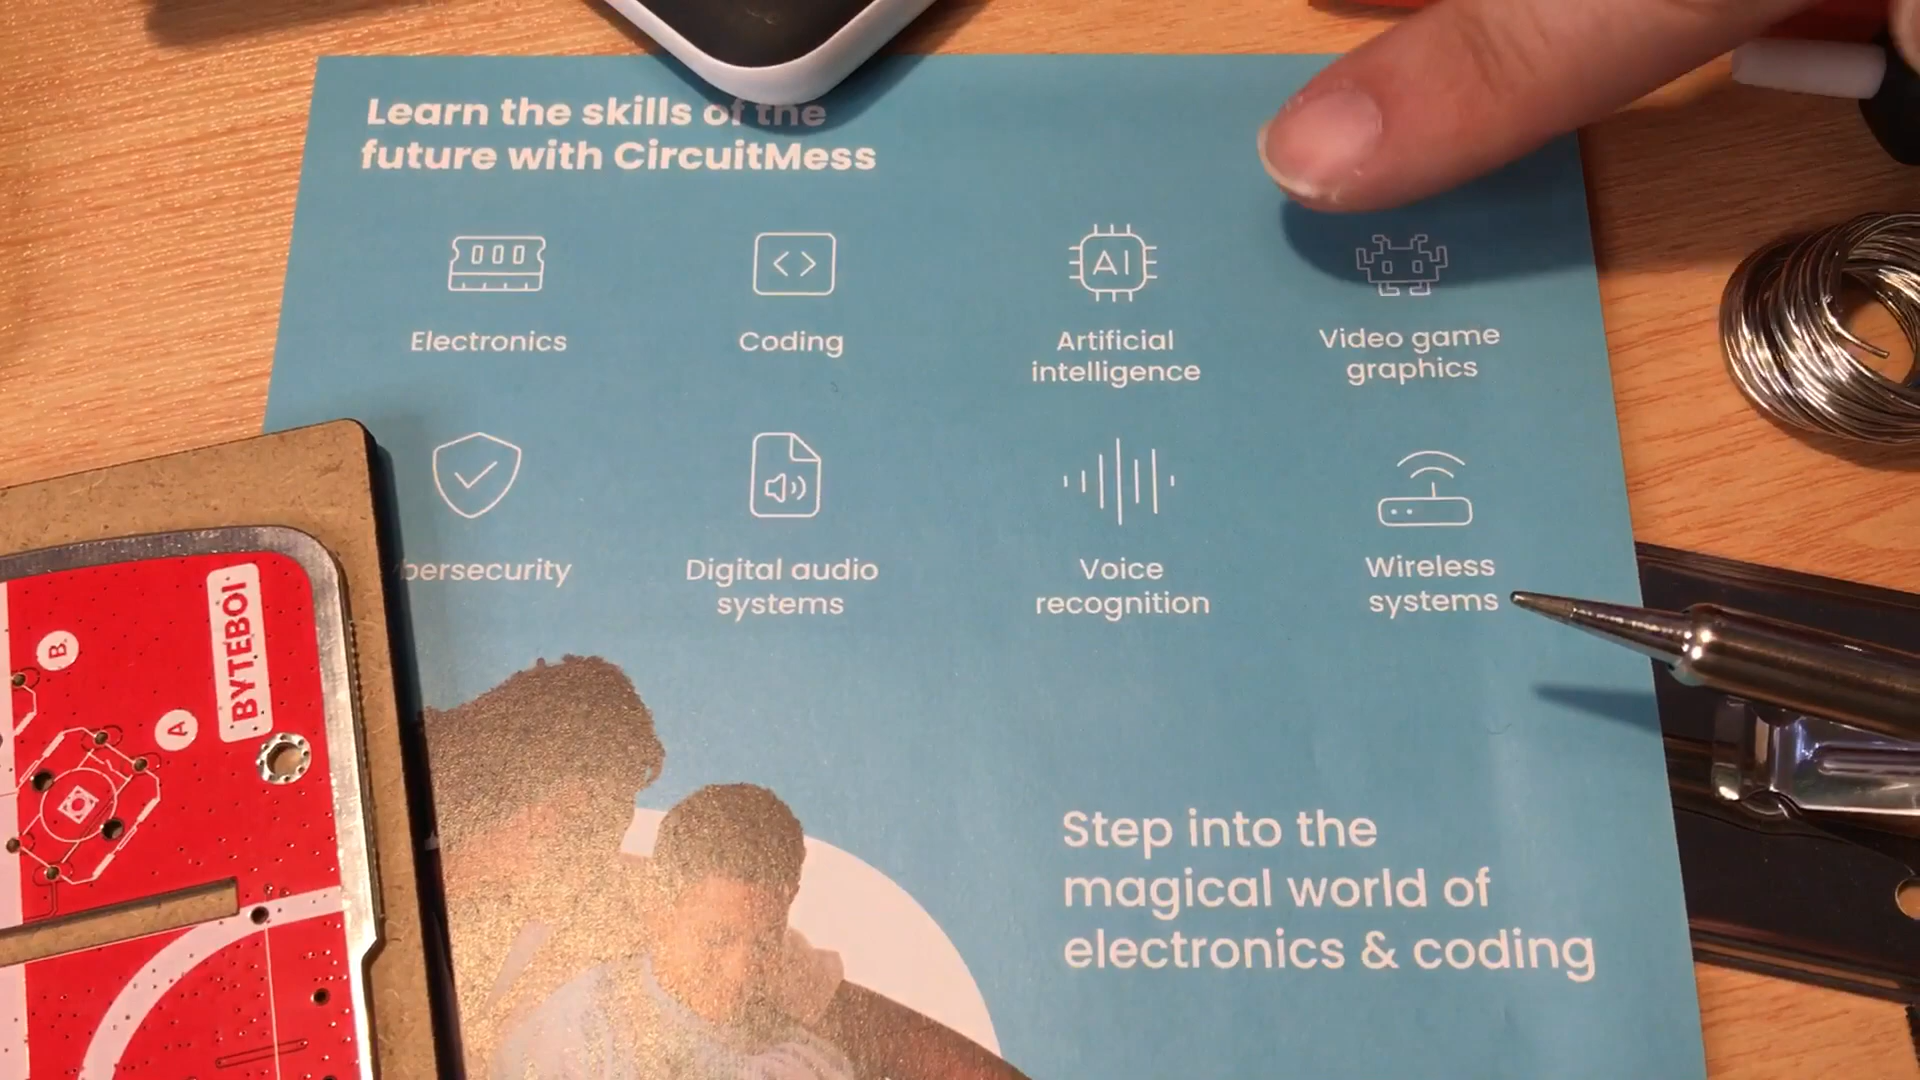 Learn the skills of the
future with CircuitMess
AI
Electronics
Coding
Artificial
intelligence
Video game
graphics
bersecurity
Digital audio
systems
Voice
recognition
Wireless
systems
BYTEBOI
B
A
Step into the
magical world of
electronics & coding